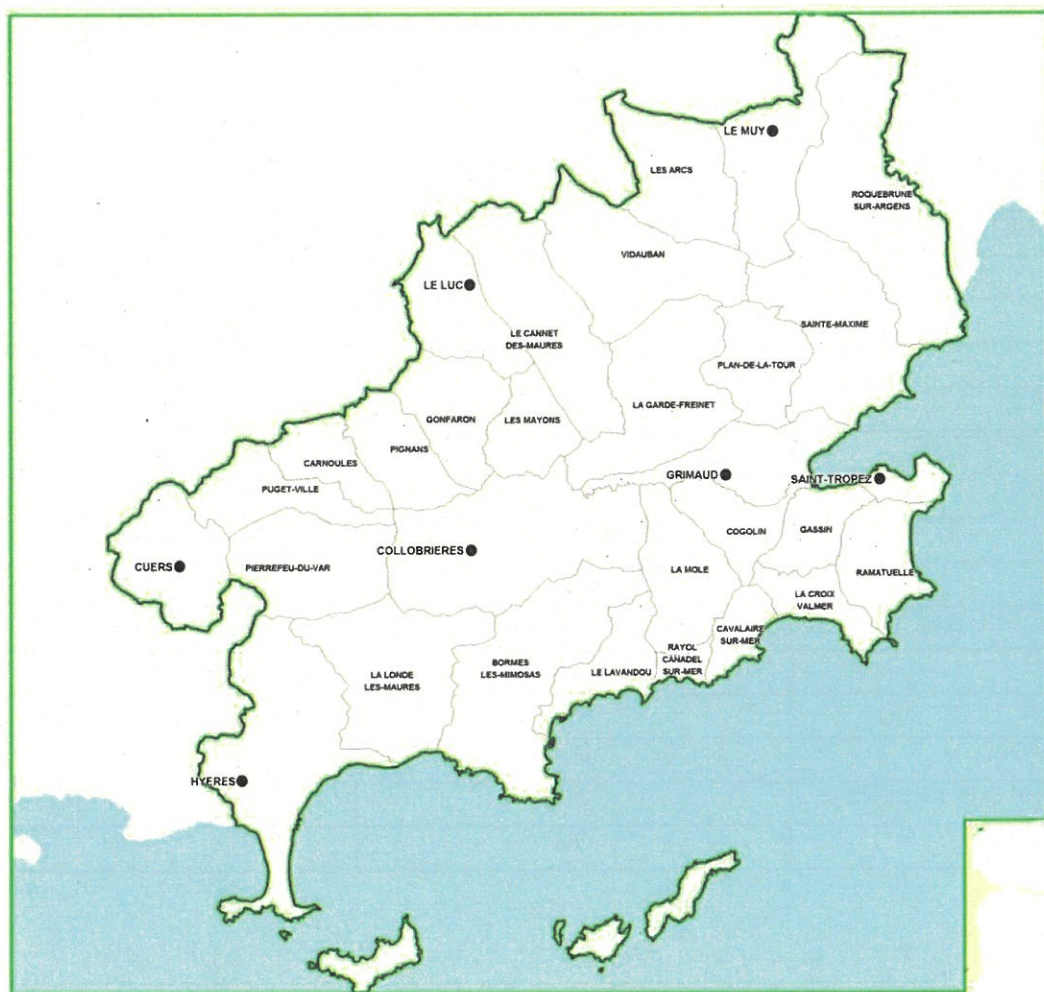 LE MUY
LES ARCS
ROQUEBRUNE
SUR-ARGENS
VIDAUBAN
LE LUC
LE CANNET
DES-MAURES
SAINTE-MAXIME
PLAN-DE-LA-TOUR
LA GARDE-FREINET
GONFARON
LES MAYONS
PIGNANS
CARNOULES
PUGET-VILLE
GRIMAUD
SAINT-TROPEZ
COGOLIN
GASSIN
COLLOBRIERES
CUERS
PIERREFEU-DU-VAR
LA MOLE
RAMATUELLE
LA CROIX
VALMER
CAVALAIRE
SUR-MER
RAYOL
CANADEL
SUR-MER
LE LAVANDOU
BORMES
LES-MIMOSAS
LA LONDE
LES-MAURES
HYERES